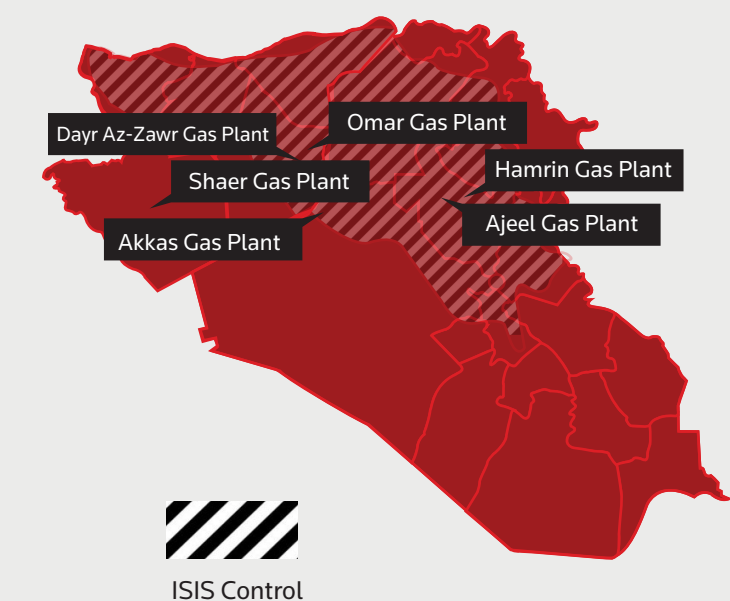 Omar Gas Plant
Dayr Az-Zawr Gas Plant
Hamrin Gas Plant
Shaer Gas Plant
Ajeel Gas Plant
Akkas Gas Plant
ISIS Control